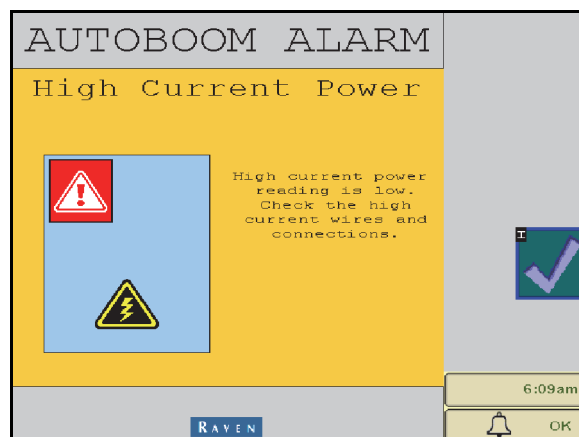 AUTOBOOM ALARM
High Current Power
High current power
reading is low.
Check the high
current wires and
connections.
I
6:09am
OK
RAVEN